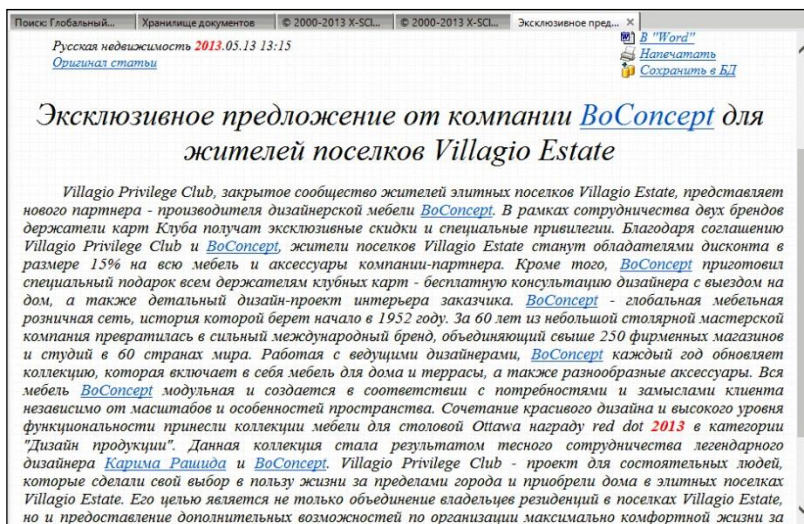 Поиск: Глобальный...
Хранилище документов
© 2000-2013 X-SCI...
© 2000-2013 X-SCI...
Эксклюзивное пред... ×
Русская недвижимость 2013.05.13 13:15
Оригинал статьи
В "Word"
Напечатать
Сохранить в БД
Эксклюзивное предложение от компании BoConcept для
жителей поселков Villagio Estate
Villagio Privilege Club, закрытое сообщество жителей элитных поселков Villagio Estate, представляет
нового партнера - производителя дизайнерской мебели BoConcept. В рамках сотрудничества двух брендов
держатели карт Клуба получат эксклюзивные скидки и специальные привилегии. Благодаря соглашению
Villagio Privilege Club и BoConcept, жители поселков Villagio Estate станут обладателями дисконта в
размере 15% на всю мебель и аксессуары компании-партнера. Кроме того, BoConcept приготовил
специальный подарок всем держателям клубных карт - бесплатную консультацию дизайнера с выездом на
дом, а также детальный дизайн-проект интерьера заказчика. BoConcept - глобальная мебельная
розничная сеть, история которой берет начало в 1952 году. За 60 лет из небольшой столярной мастерской
компания превратилась в сильный международный бренд, объединяющий свыше 250 фирменных магазинов
и студий в 60 странах мира. Работая с ведущими дизайнерами, BoConcept каждый год обновляет
коллекцию, которая включает в себя мебель для дома и террасы, а также разнообразные аксессуары. Вся
мебель BoConcept модульная и создается в соответствии с потребностями и замыслами клиента
независимо от масштабов и особенностей пространства. Сочетание красивого дизайна и высокого уровня
функциональности принесли коллекции мебели для столовой Ottawa награду red dot 2013 в категории
"Дизайн продукции". Данная коллекция стала результатом тесного сотрудничества легендарного
дизайнера Карима Рашида и BoConcept. Villagio Privilege Club - проект для состоятельных людей,
которые сделали свой выбор в пользу жизни за пределами города и приобрели дома в элитных поселках
Villagio Estate. Его целью является не только объединение владельцев резиденций в поселках Villagio Estate,
но и предоставление дополнительных возможностей по организации максимально комфортной жизни за